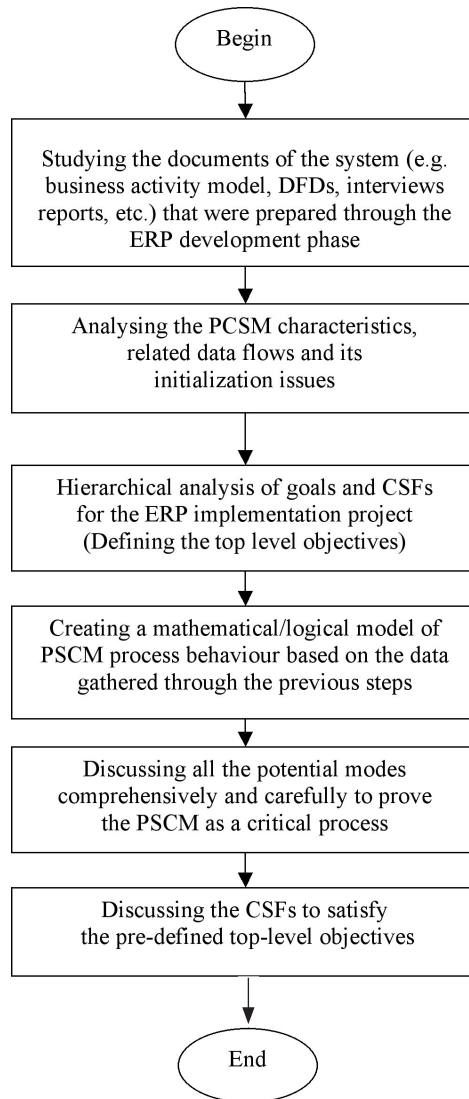 Begin
Studying the documents of the system (e.g.
business activity model, DFDs, interviews
reports, etc.) that were prepared through the
ERP development phase
Analysing the PCSM characteristics,
related data flows and its
initialization issues
Hierarchical analysis of goals and CSFs
for the ERP implementation project
(Defining the top level objectives)
Creating a mathematical/logical model of
PSCM process behaviour based on the data
gathered through the previous steps
Discussing all the potential modes
comprehensively and carefully to prove
the PSCM as a critical process
Discussing the CSFs to satisfy
the pre-defined top-level objectives
End